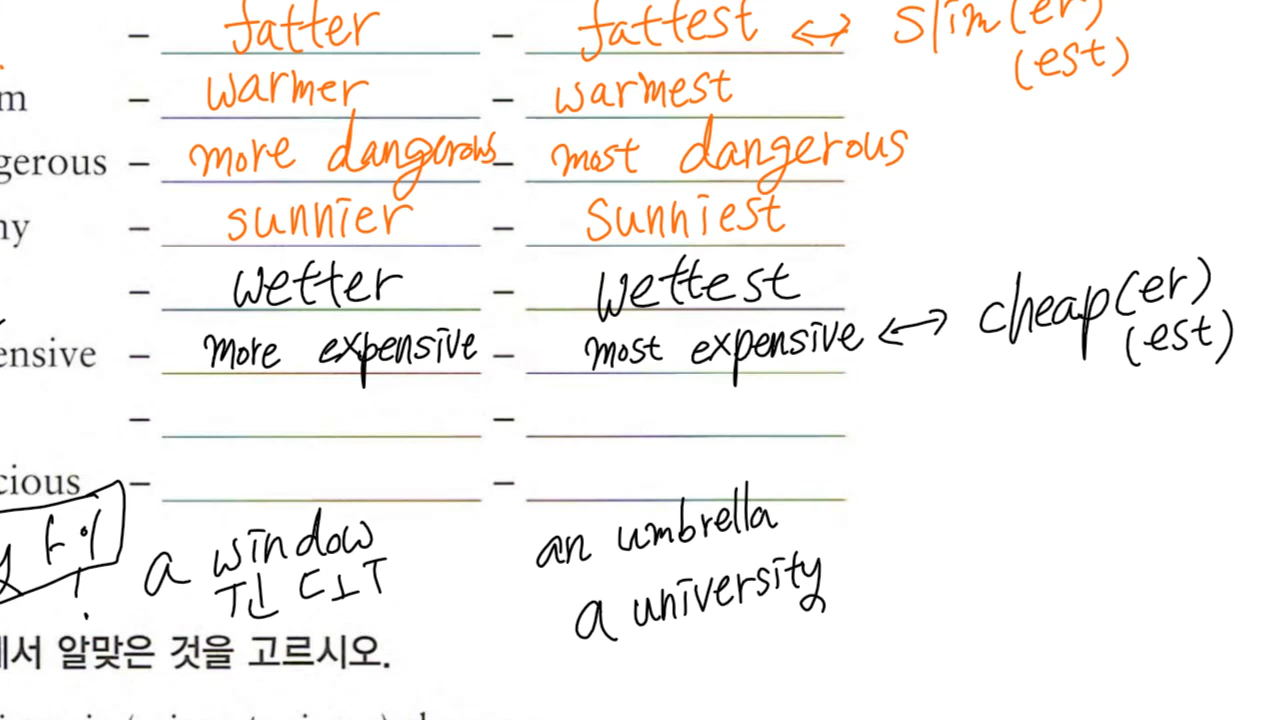 – fatter – fattest ↔ slim(er)
(est)
m – warmer – warmest
gerous – more dangerous – most dangerous
ny – sunnier – sunniest
– wetter – wettest
ensive – more expensive – most expensive ↔ cheap(er)
(est)
– –
cious – –
a window an umbrella
a university
에서 알맞은 것을 고르시오.